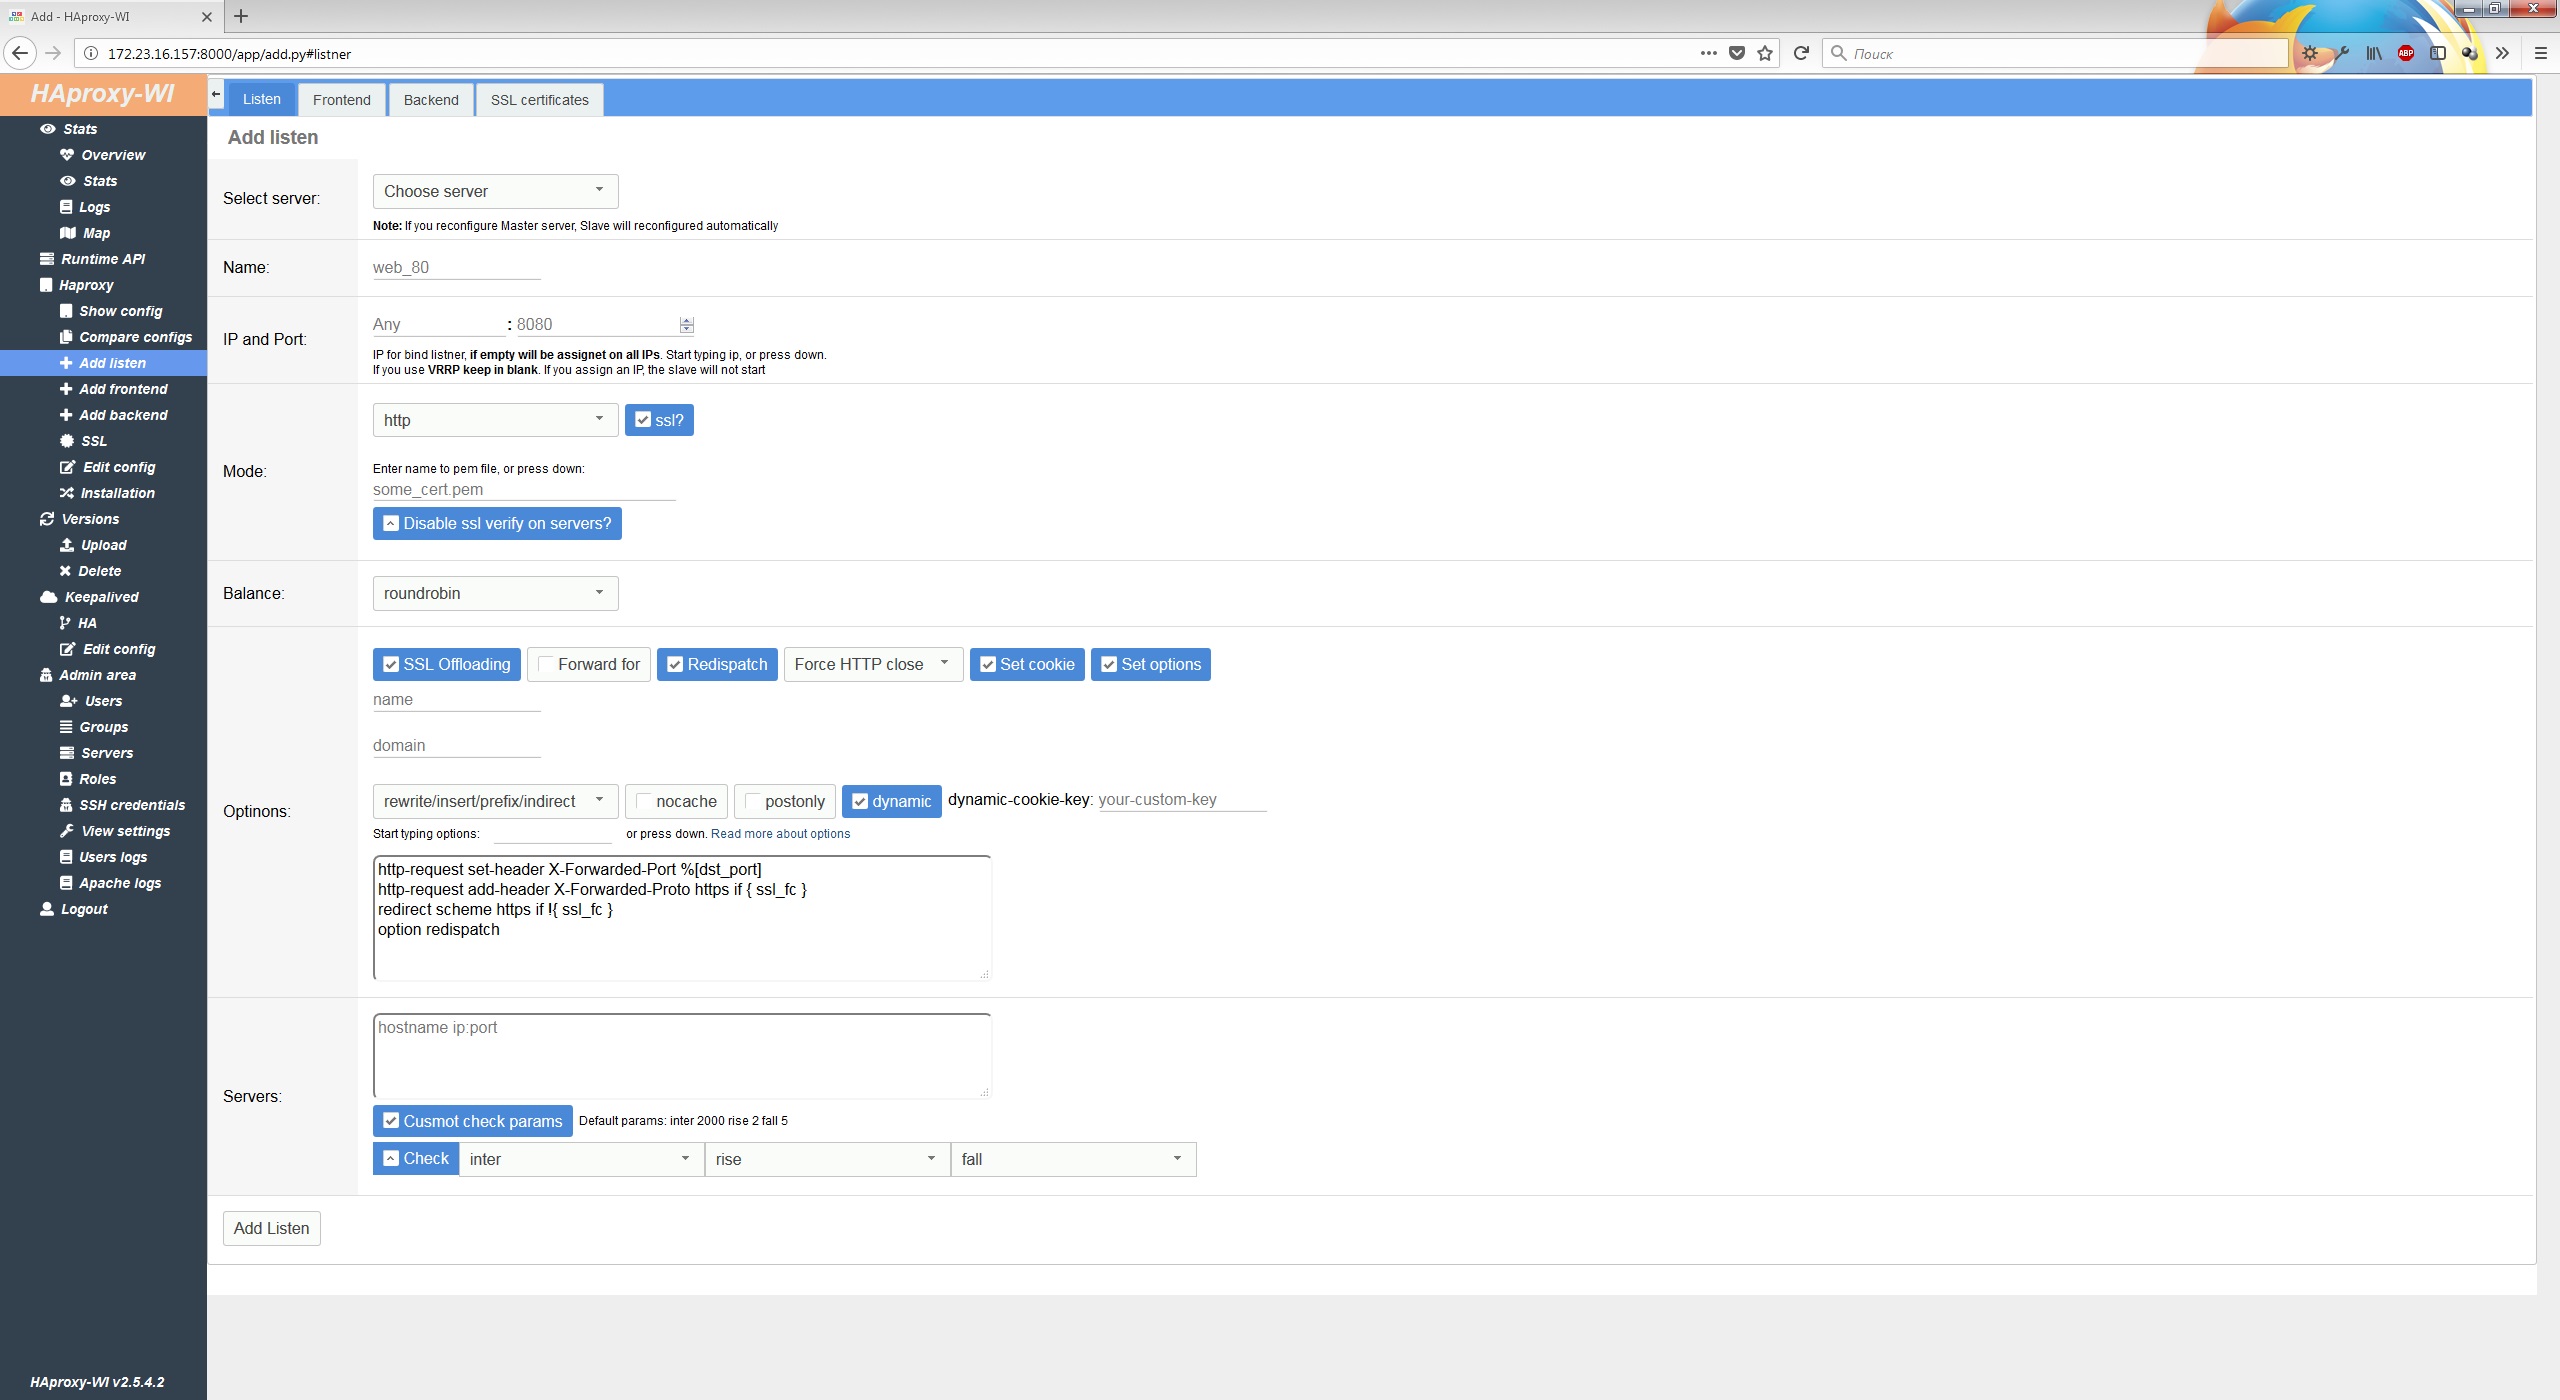 Add - HAproxy-WI
172.23.16.157:8000/app/add.py#listner
Поиск
ABP
HAproxy-WI
Stats
Overview
Stats
Logs
Map
Runtime API
Haproxy
Show config
Compare configs
Add listen
Add frontend
Add backend
SSL
Edit config
Installation
Versions
Upload
Delete
Keepalived
HA
Edit config
Admin area
Users
Groups
Servers
Roles
SSH credentials
View settings
Users logs
Apache logs
Logout
HAproxy-WI v2.5.4.2
Listen Frontend Backend SSL certificates
Add listen
Select server: Choose server
Note: If you reconfigure Master server, Slave will reconfigured automatically
Name: web_80
IP and Port: Any : 8080
IP for bind listner, if empty will be assignet on all IPs. Start typing ip, or press down.
If you use VRRP keep in blank. If you assign an IP, the slave will not start
Mode: http ssl?
Enter name to pem file, or press down:
some_cert.pem
Disable ssl verify on servers?
Balance: roundrobin
Optinons: SSL Offloading Forward for Redispatch Force HTTP close Set cookie Set options
name
domain
rewrite/insert/prefix/indirect nocache postonly dynamic dynamic-cookie-key: your-custom-key
Start typing options: or press down. Read more about options
http-request set-header X-Forwarded-Port %[dst_port]
http-request add-header X-Forwarded-Proto https if { ssl_fc }
redirect scheme https if !{ ssl_fc }
option redispatch
Servers: hostname ip:port
Cusmot check params Default params: inter 2000 rise 2 fall 5
Check inter rise fall
Add Listen